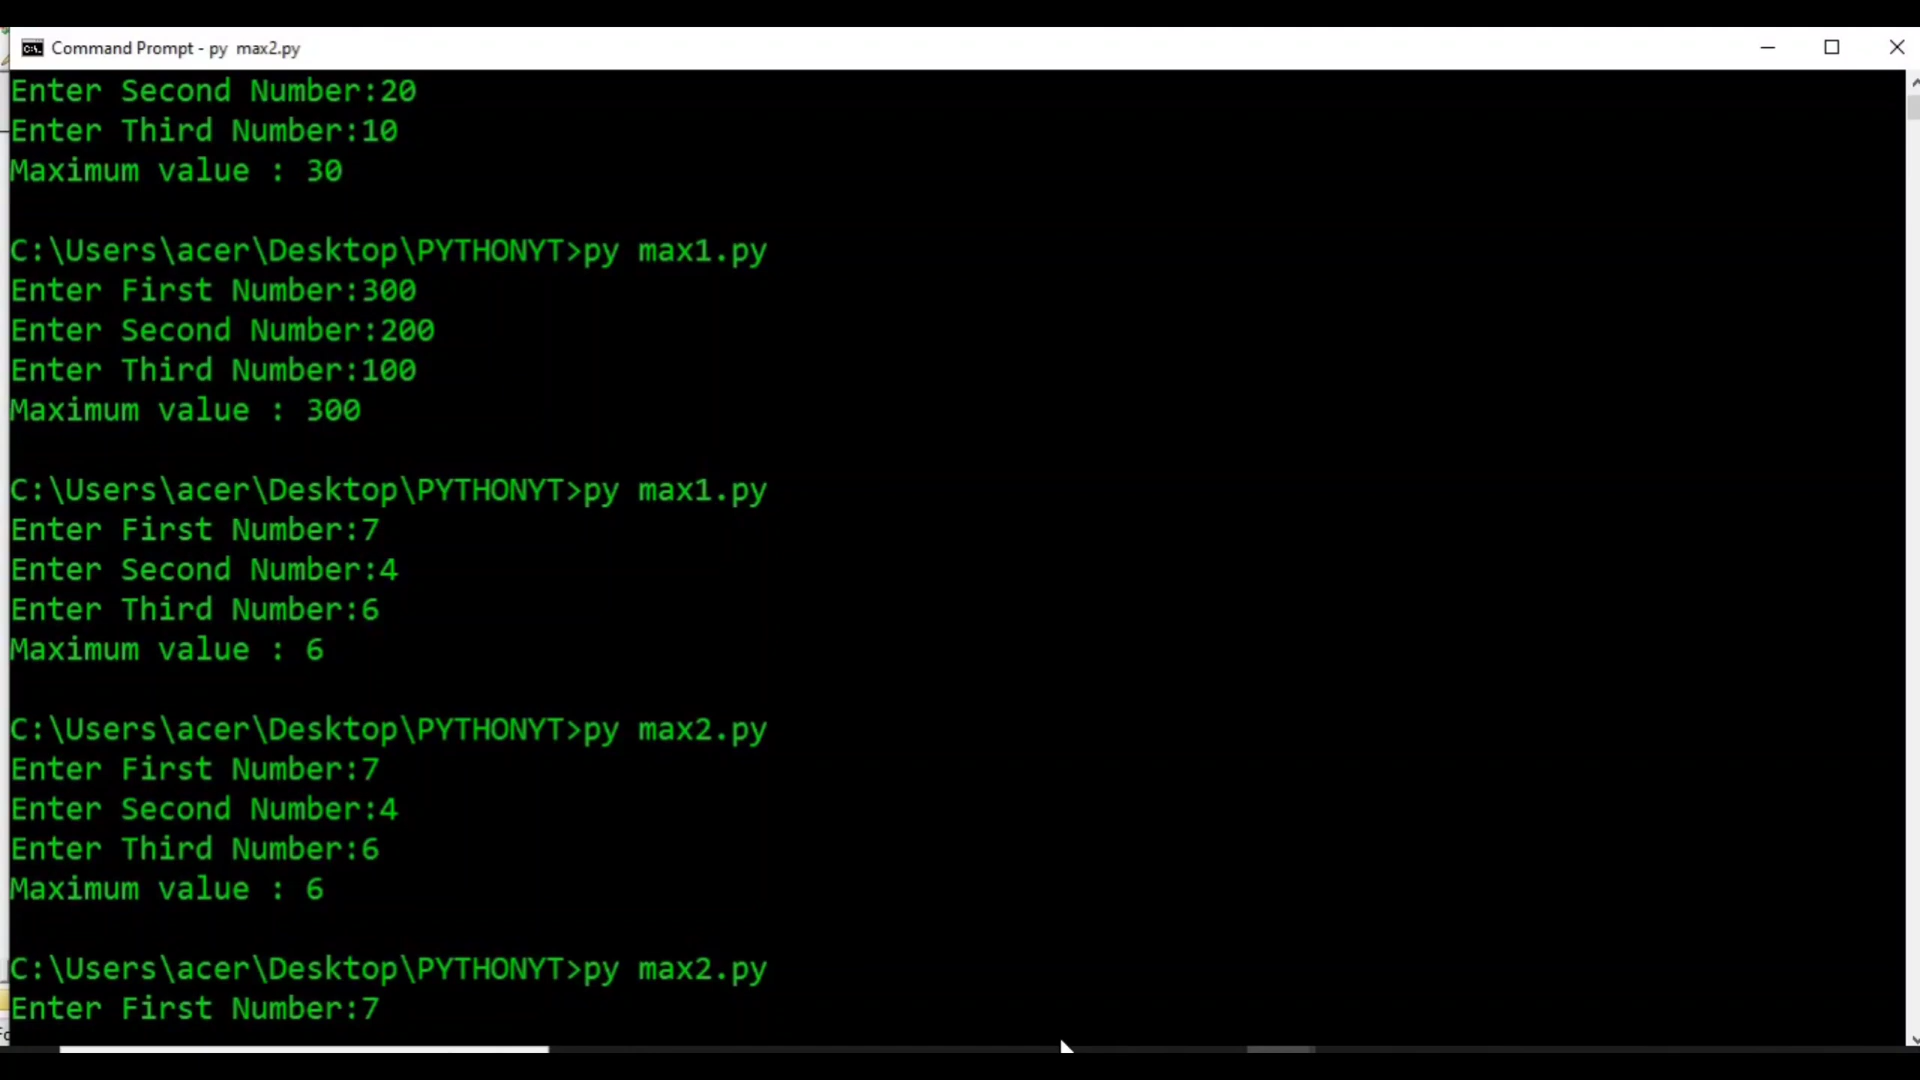 Command Prompt - py  max2.py
Enter Second Number:20
Enter Third Number:10
Maximum value : 30
C:\Users\acer\Desktop\PYTHONYT>py max1.py
Enter First Number:300
Enter Second Number:200
Enter Third Number:100
Maximum value : 300
C:\Users\acer\Desktop\PYTHONYT>py max1.py
Enter First Number:7
Enter Second Number:4
Enter Third Number:6
Maximum value : 6
C:\Users\acer\Desktop\PYTHONYT>py max2.py
Enter First Number:7
Enter Second Number:4
Enter Third Number:6
Maximum value : 6
C:\Users\acer\Desktop\PYTHONYT>py max2.py
Enter First Number:7